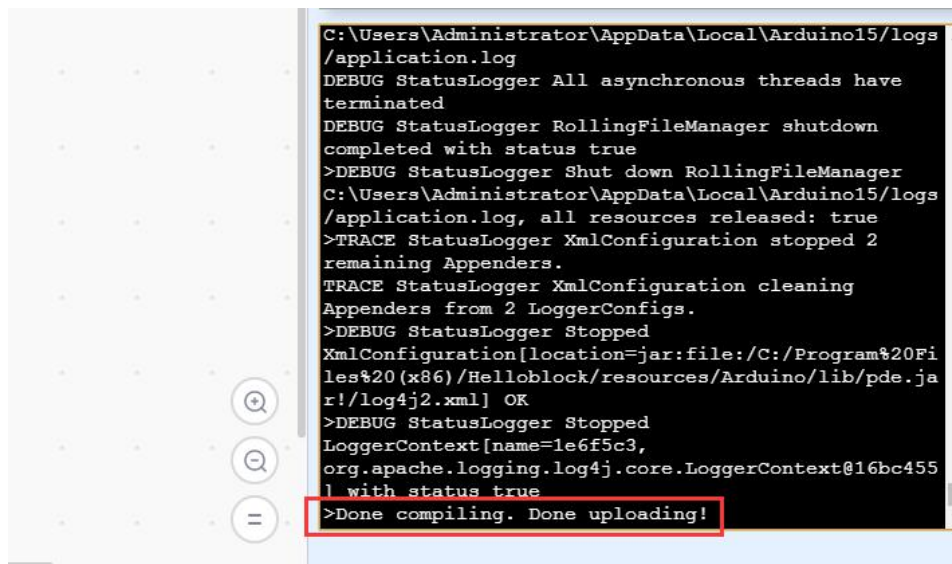 C:\Users\Administrator\AppData\Local\Arduino15/logs
/application.log
DEBUG StatusLogger All asynchronous threads have
terminated
DEBUG StatusLogger RollingFileManager shutdown
completed with status true
>DEBUG StatusLogger Shut down RollingFileManager
C:\Users\Administrator\AppData\Local\Arduino15/logs
/application.log, all resources released: true
>TRACE StatusLogger XmlConfiguration stopped 2
remaining Appenders.
TRACE StatusLogger XmlConfiguration cleaning
Appenders from 2 LoggerConfigs.
>DEBUG StatusLogger Stopped
XmlConfiguration[location=jar:file:/C:/Program%20Fi
les%20(x86)/Helloblock/resources/Arduino/lib/pde.ja
r!/log4j2.xml] OK
>DEBUG StatusLogger Stopped
LoggerContext[name=1e6f5c3,
org.apache.logging.log4j.core.LoggerContext@16bc455
] with status true
>Done compiling. Done uploading!